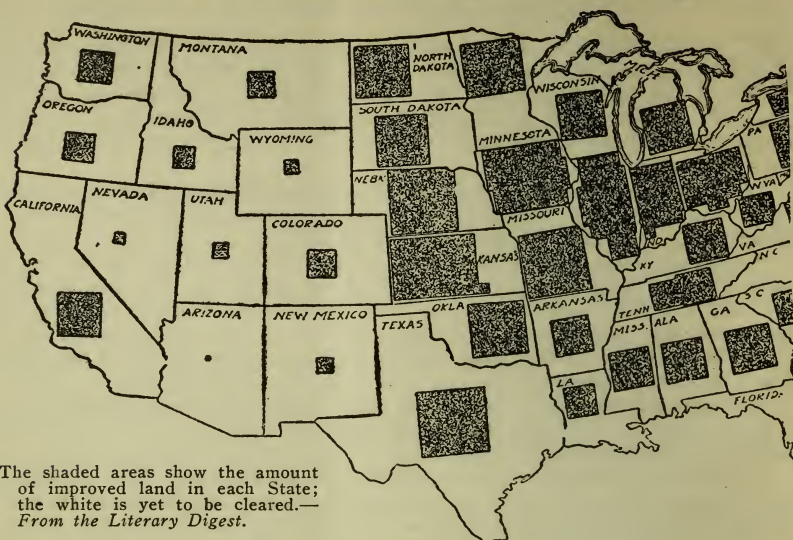 WASHINGTON
MONTANA
NORTH
DAKOTA
WISCONSIN
MICH
OREGON
IDAHO
SOUTH DAKOTA
MINNESOTA
PA
WYOMING
NEBR
W.VA
CALIFORNIA
NEVADA
UTAH
COLORADO
MISSOURI
KANSAS
IND
KY
VA
N C
ARIZONA
NEW MEXICO
TEXAS
OKLA
ARKANSAS
TENN
MISS.
ALA
GA
S C
LA
The shaded areas show the amount
of improved land in each State;
the white is yet to be cleared.—
From the Literary Digest.